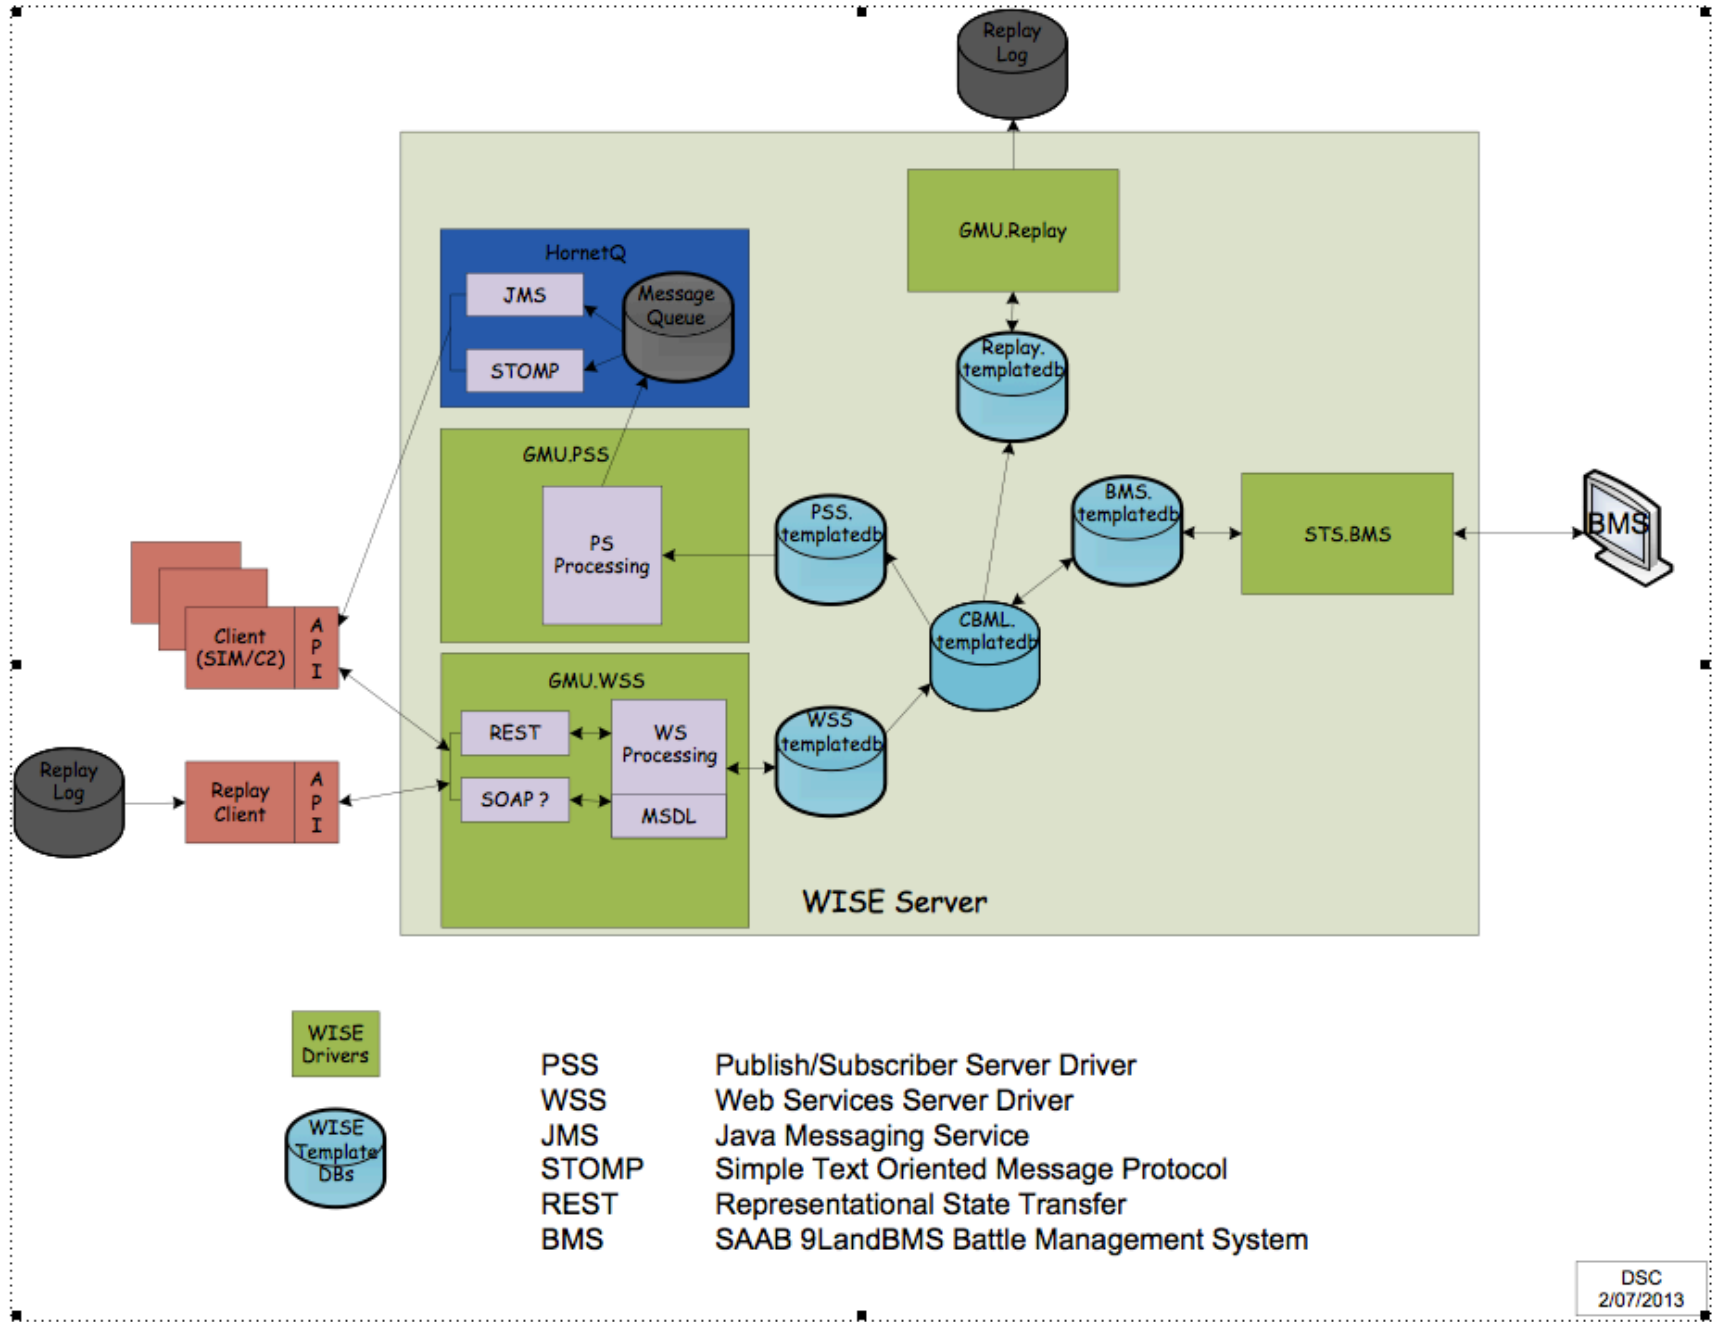 Replay
Log
GMU.Replay
HornetQ
JMS
Message
Queue
STOMP
Replay.
templatedb
GMU.PSS
PS
Processing
PSS.
templatedb
BMS.
templatedb
STS.BMS
BMS
Client
(SIM/C2)
A
P
I
CBML.
templatedb
GMU.WSS
REST
WS
Processing
SOAP ?
MSDL
WSS
templatedb
Replay
Log
Replay
Client
A
P
I
WISE Server
WISE
Drivers
WISE
Template
DBs
PSS Publish/Subscriber Server Driver
WSS Web Services Server Driver
JMS Java Messaging Service
STOMP Simple Text Oriented Message Protocol
REST Representational State Transfer
BMS SAAB 9LandBMS Battle Management System
DSC
2/07/2013